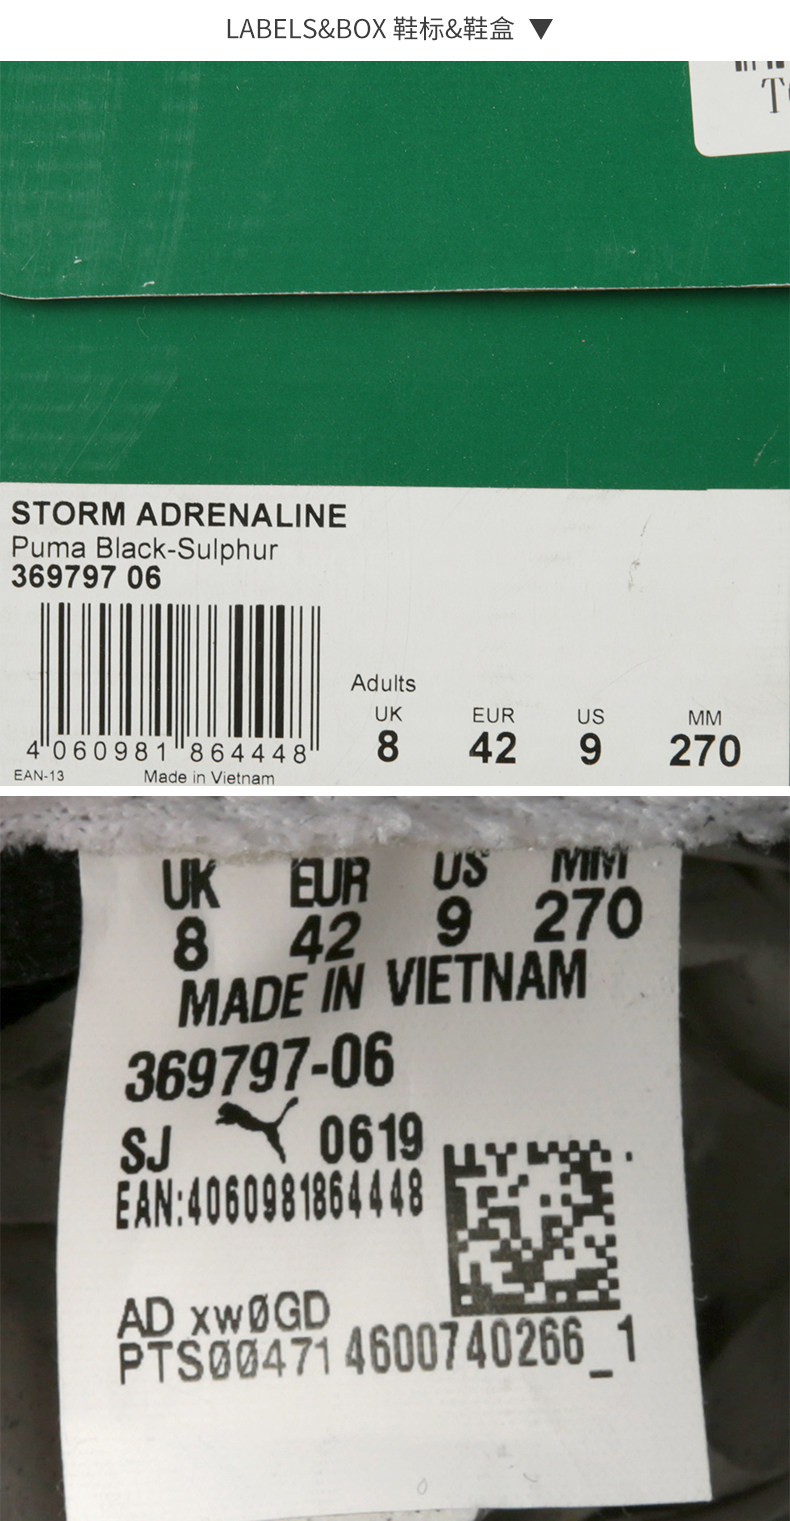 LABELS&BOX 鞋标&鞋盒 ▼
STORM ADRENALINE
Puma Black-Sulphur
369797 06
4 060981 864448
EAN-13 Made in Vietnam
Adults
UK EUR US MM
8 42 9 270
UK EUR US MM
8 42 9 270
MADE IN VIETNAM
369797-06
SJ 0619
EAN:4060981864448
AD xwØGD
PTSØØ471 4600740266_1